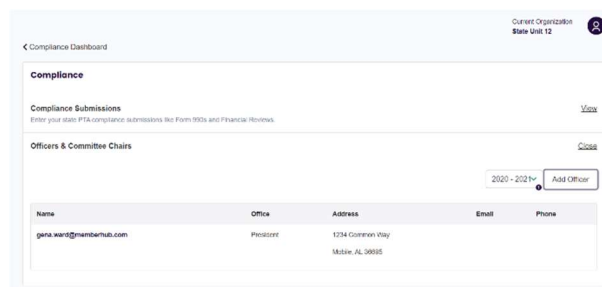 Current Organization
State Unit 12
Compliance Dashboard
Compliance
Compliance Submissions
View
Enter your state PTA compliance submissions like Form 990s and Financial Reviews.
Officers & Committee Chairs
Close
2020 - 2021
Add Officer
Name Office Address Email Phone
gena.ward@memberhub.com President 1234 Common Way
Mobile, AL 36695